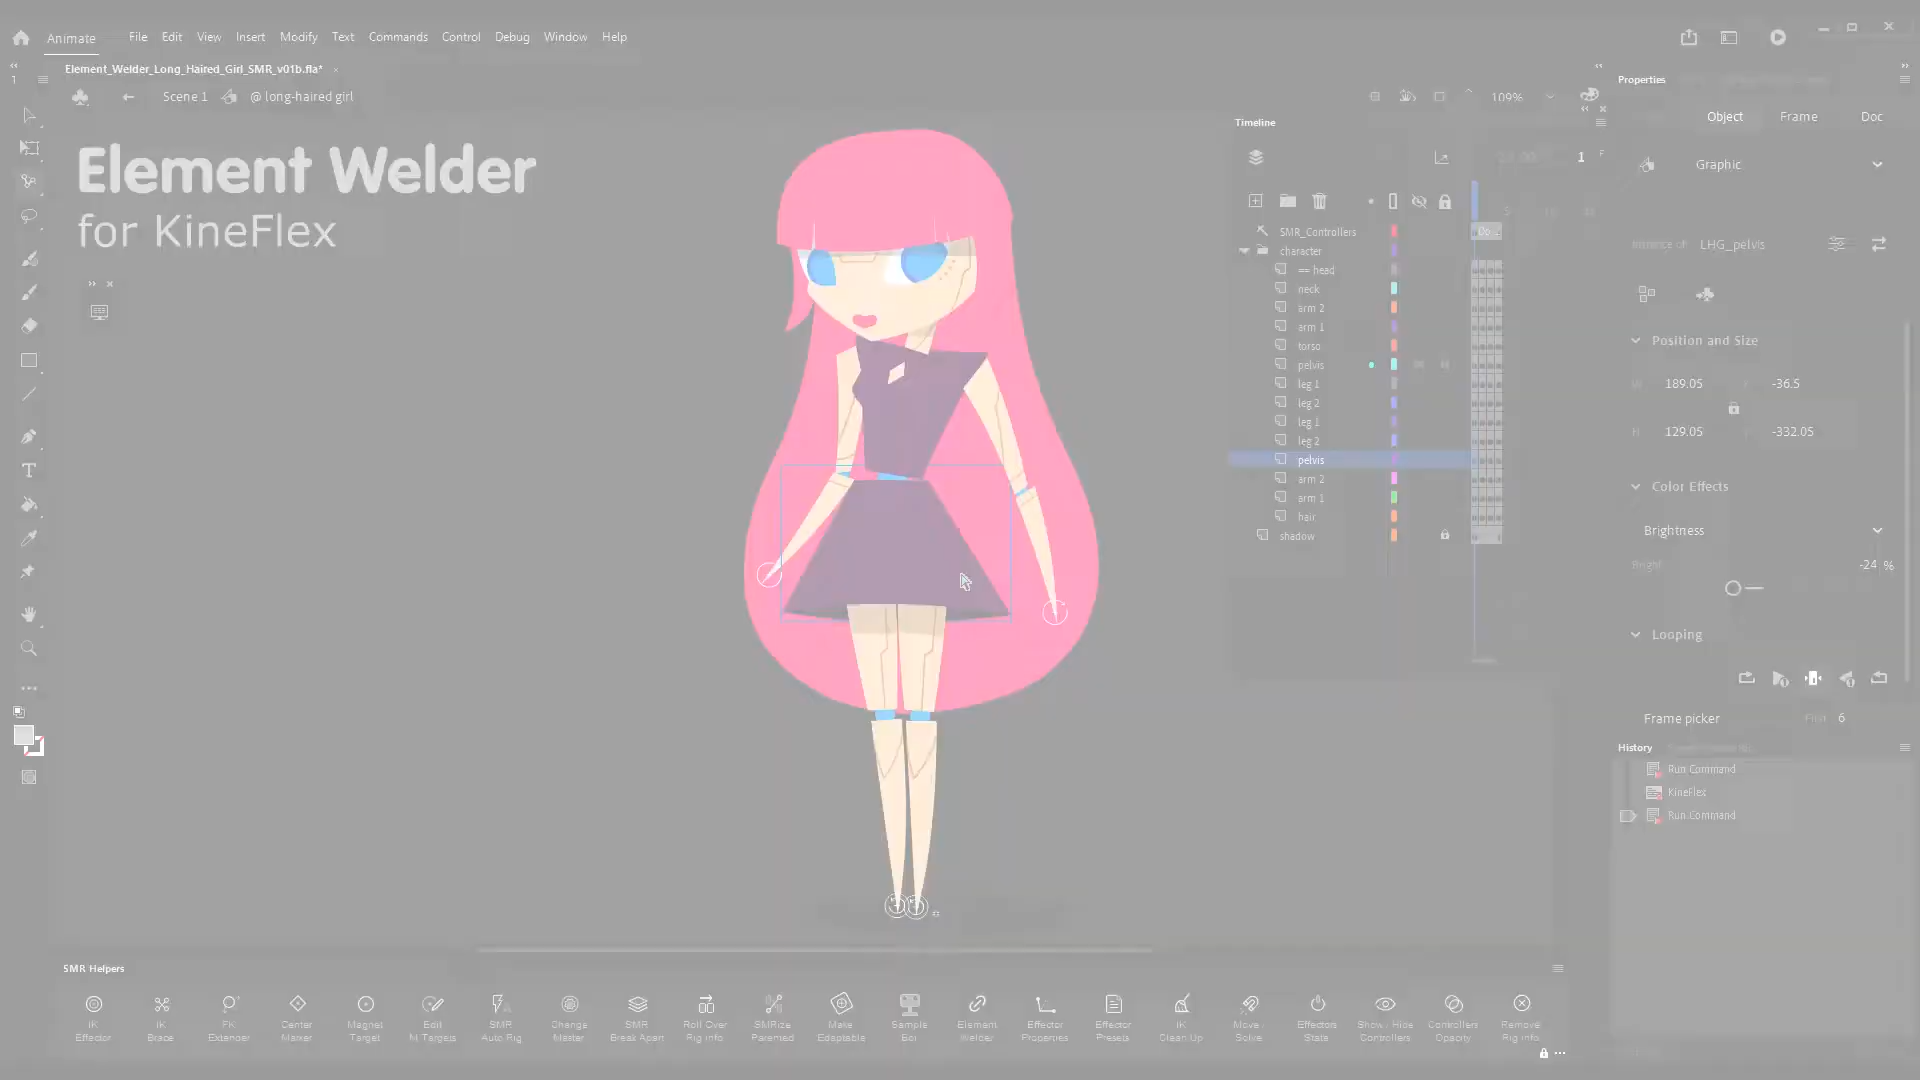 Animate File Edit View Insert Modify Text Commands Control Debug Window Help
Element_Welder_Long_Haired_Girl_SMR_v01b.fla* ×
1
Scene 1 @ long-haired girl 109%
Element Welder
for KineFlex
Timeline
1
SMR_Controllers
character
== head
neck
arm 2
arm 1
torso
pelvis
leg 1
leg 2
leg 1
leg 2
pelvis
arm 2
arm 1
hair
shadow
Properties
Object Frame Doc
Graphic
Instance of LHG_pelvis
Position and Size
W 189.05 -36.5
H 129.05 -332.05
Color Effects
Brightness
Bright -24 %
Looping
Frame picker First 6
History
Run Command
KineFlex
Run Command
SMR Helpers
IK Effector
IK Brace
FK Extender
Center Marker
Magnet Target
Edit M Targets
SMR Auto Rig
Change Master
SMR Break Apart
Roll Over Rig Info
SMRize Parented
Make Adaptable
Sample Bot
Element Welder
Effector Properties
Effector Presets
IK Clean Up
Move - Solve
Effectors State
Show - Hide Controllers
Controllers Opacity
Remove Rig Info